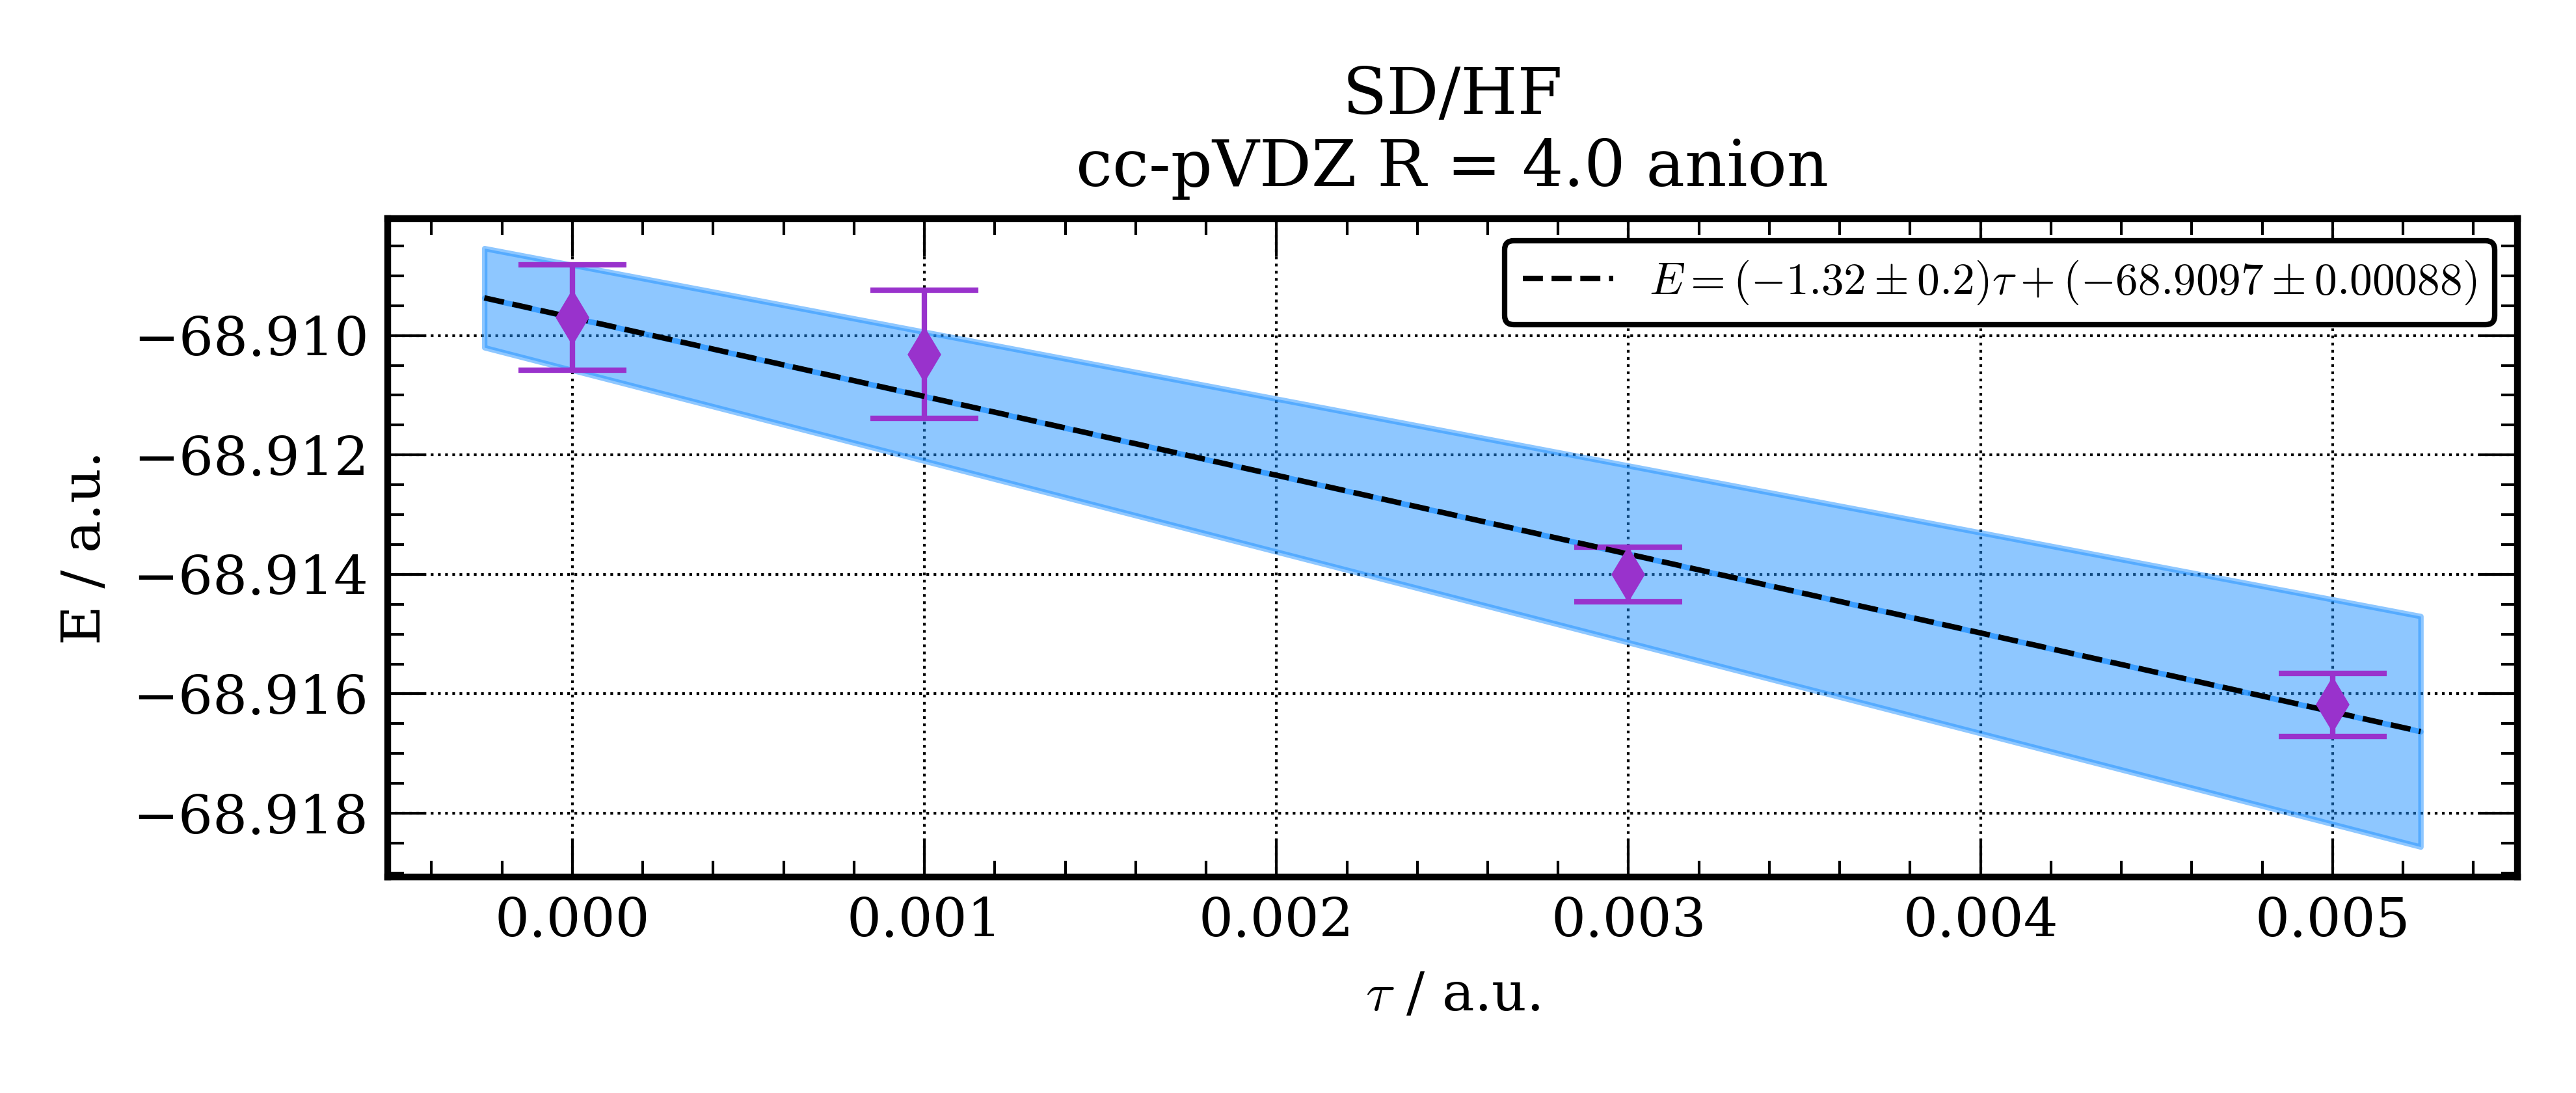 SD/HF
cc-pVDZ R = 4.0 anion
E = (−1.32 ± 0.2)τ + (−68.9097 ± 0.00088)
−68.910
−68.912
−68.914
−68.916
−68.918
E / a.u.
0.000 0.001 0.002 0.003 0.004 0.005
τ / a.u.